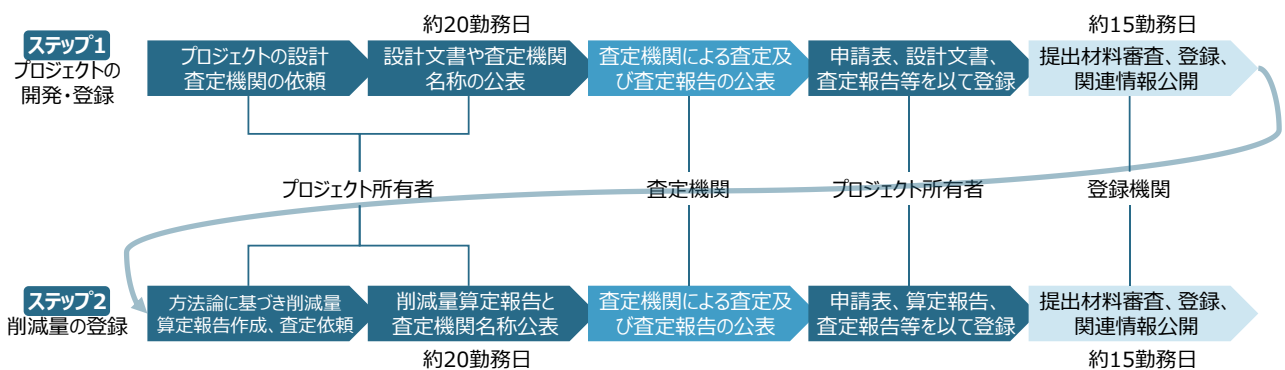 約20勤務日
約15勤務日
ステップ1
プロジェクトの
開発・登録
プロジェクトの設計
査定機関の依頼
設計文書や査定機関
名称の公表
査定機関による査定及
び査定報告の公表
申請表、設計文書、
査定報告等を以て登録
提出材料審査、登録、
関連情報公開
プロジェクト所有者
査定機関
プロジェクト所有者
登録機関
ステップ2
削減量の登録
方法論に基づき削減量
算定報告作成、査定依頼
削減量算定報告と
査定機関名称公表
査定機関による査定及
び査定報告の公表
申請表、算定報告、
査定報告等を以て登録
提出材料審査、登録、
関連情報公開
約20勤務日
約15勤務日